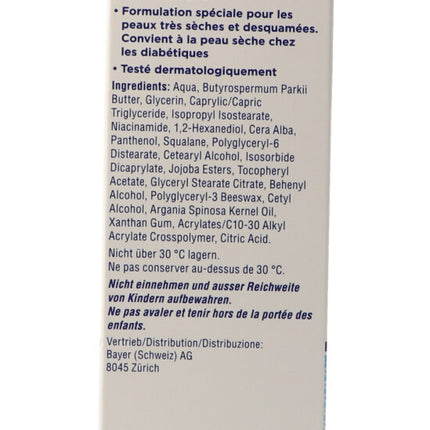 • Formulation spéciale pour les
peaux très sèches et desquamées.
Convient à la peau sèche chez
les diabétiques
• Testé dermatologiquement
Ingredients: Aqua, Butyrospermum Parkii
Butter, Glycerin, Caprylic/Capric
Triglyceride, Isopropyl Isostearate,
Niacinamide, 1,2-Hexanediol, Cera Alba,
Panthenol, Squalane, Polyglyceryl-6
Distearate, Cetearyl Alcohol, Isosorbide
Dicaprylate, Jojoba Esters, Tocopheryl
Acetate, Glyceryl Stearate Citrate, Behenyl
Alcohol, Polyglyceryl-3 Beeswax, Cetyl
Alcohol, Argania Spinosa Kernel Oil,
Xanthan Gum, Acrylates/C10-30 Alkyl
Acrylate Crosspolymer, Citric Acid.
Nicht über 30 °C lagern.
Ne pas conserver au-dessus de 30 °C.
Nicht einnehmen und ausser Reichweite
von Kindern aufbewahren.
Ne pas avaler et tenir hors de la portée des
enfants.
Vertrieb/Distribution/Distribuzione:
Bayer (Schweiz) AG
8045 Zürich